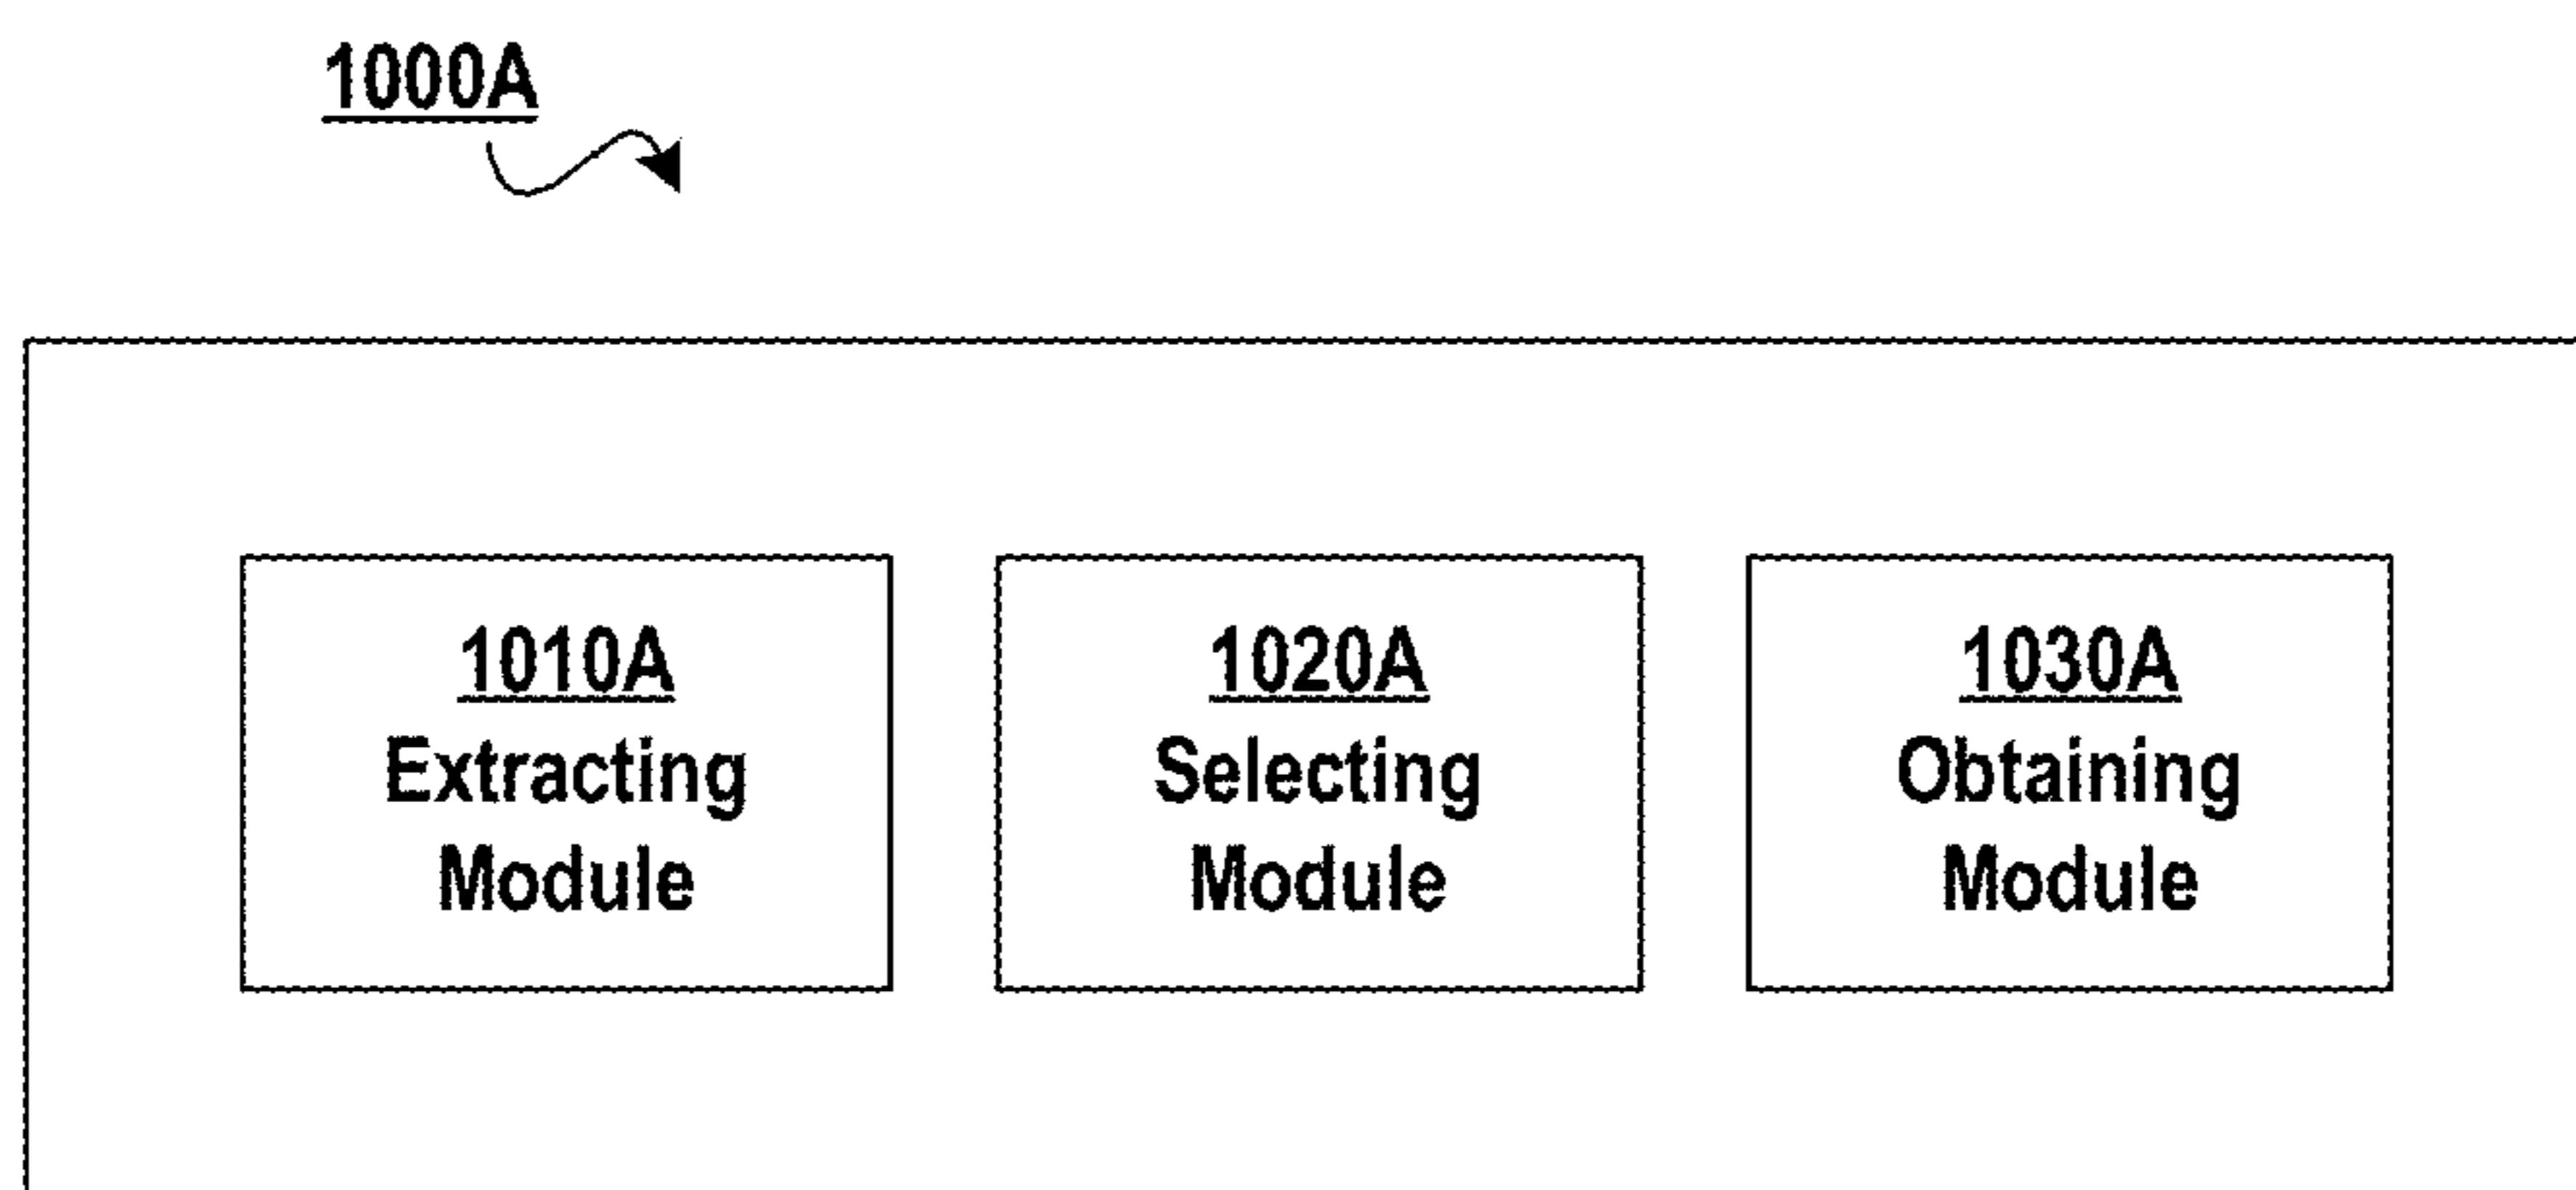 1000A
1010A
Extracting
Module
1020A
Selecting
Module
1030A
Obtaining
Module